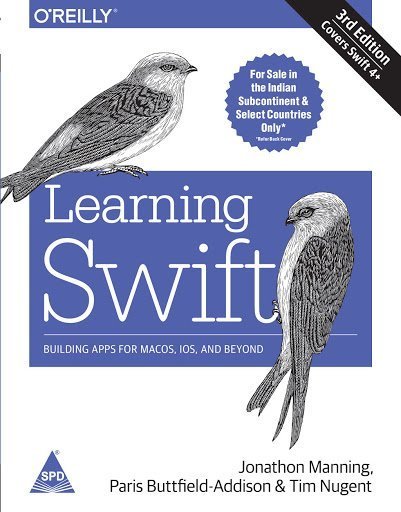 O'REILLY®
3rd Edition
Covers Swift 4+
For Sale in
the Indian
Subcontinent &
Select Countries
Only*
*Refer Back Cover
Learning
Swift
BUILDING APPS FOR MACOS, IOS, AND BEYOND
SPD
Jonathon Manning,
Paris Buttfield-Addison & Tim Nugent